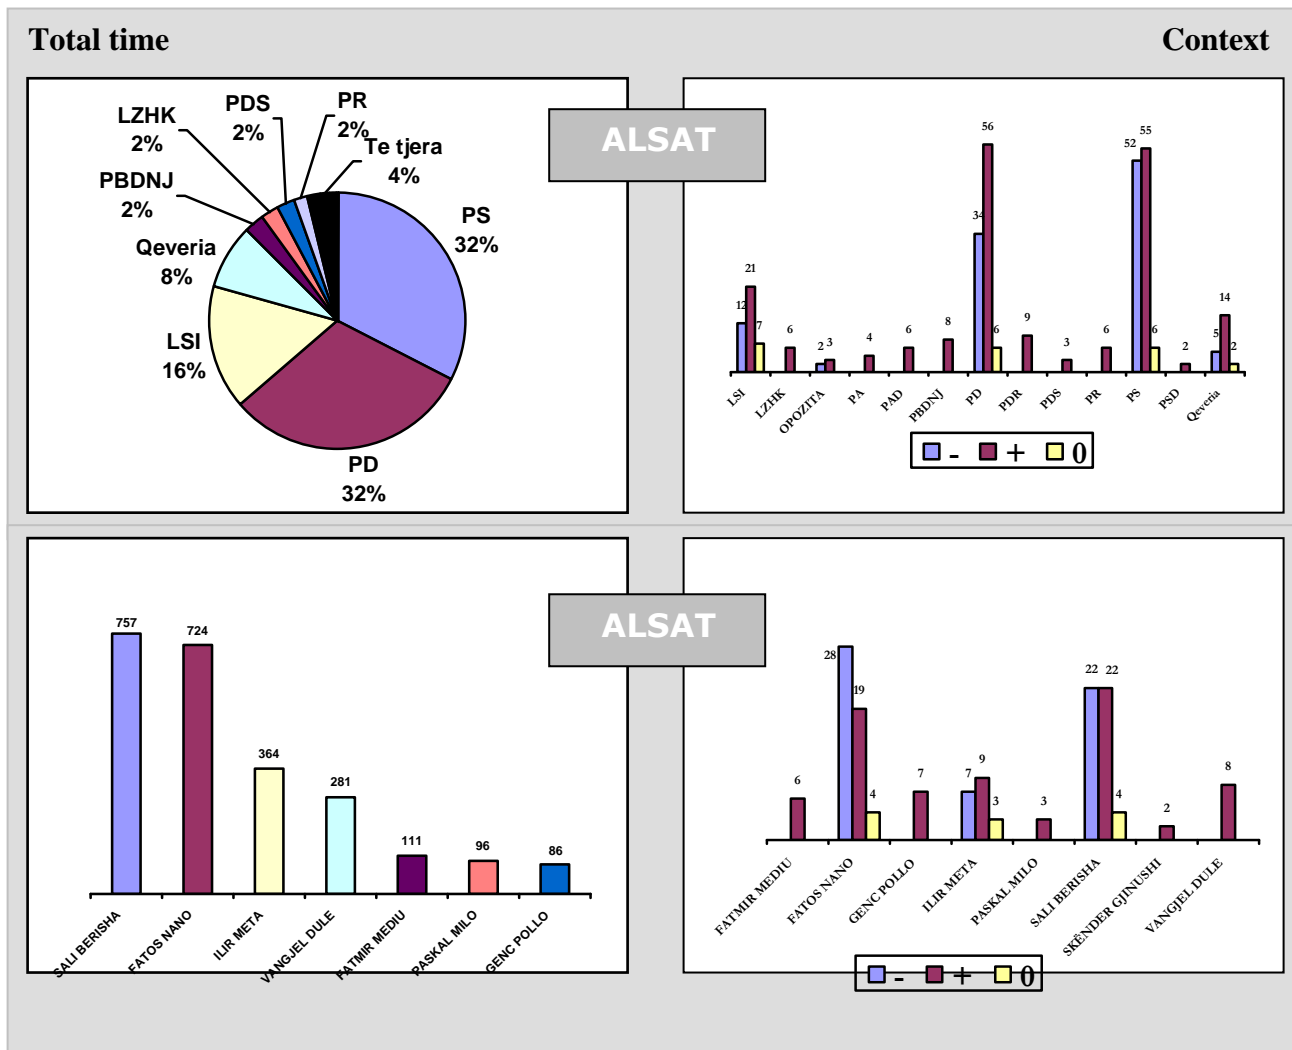 Total time
Context
ALSAT
PS
32%
PD
32%
LSI
16%
Qeveria
8%
PBDNJ
2%
LZHK
2%
PDS
2%
PR
2%
Te tjera
4%
12 21 7 6 2 3 4 6 8 34 56 6 9 3 6 52 55 6 2 5 14 2
LSI LZHK OPOZITA PA PAD PBDNJ PD PDR PDS PR PS PSD Qeveria
- + 0
ALSAT
757 724 364 281 111 96 86
SALI BERISHA FATOS NANO ILIR META VANGJEL DULE FATMIR MEDIU PASKAL MILO GENC POLLO
6 28 19 4 7 7 9 3 3 22 22 4 2 8
FATMIR MEDIU FATOS NANO GENC POLLO ILIR META PASKAL MILO SALI BERISHA SKËNDER GJINUSHI VANGJEL DULE
- + 0